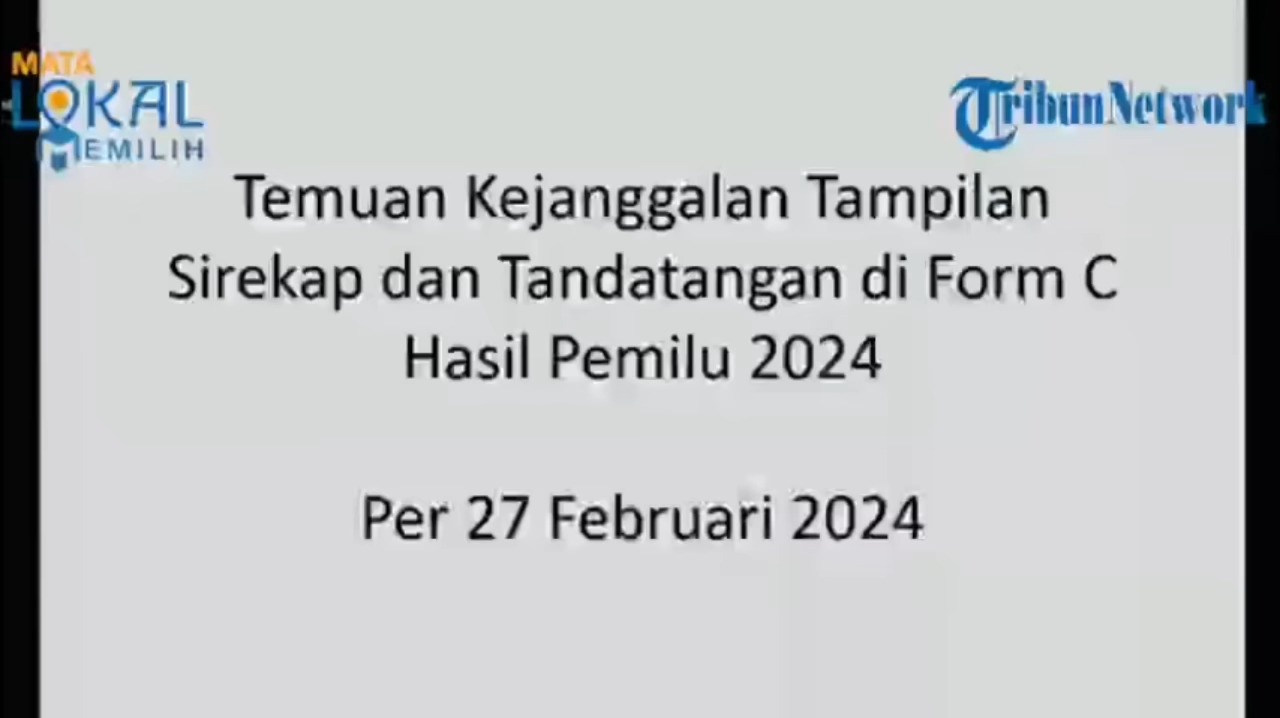 MATA
LOKAL
MEMILIH
TribunNetwork
Temuan Kejanggalan Tampilan
Sirekap dan Tandatangan di Form C
Hasil Pemilu 2024
Per 27 Februari 2024